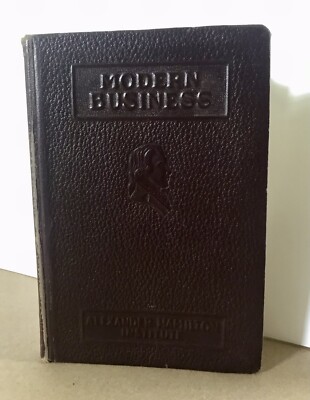 MODERN
BUSINESS
ALEXANDER HAMILTON
INSTITUTE